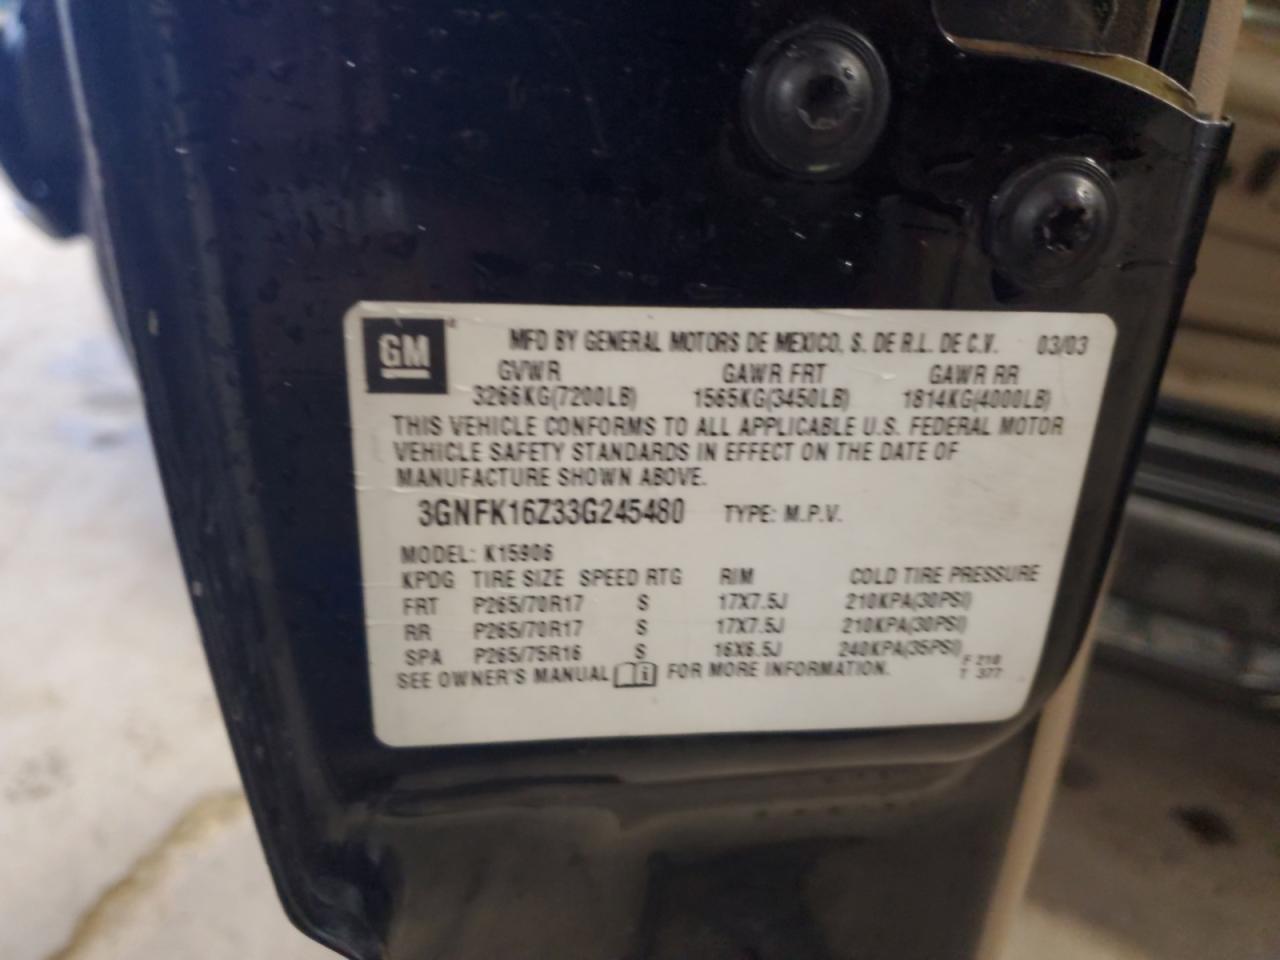 GM
MFD BY GENERAL MOTORS DE MEXICO, S. DE R.L. DE C.V. 03/03
GVWR GAWR FRT GAWR RR
3266KG(7200LB) 1565KG(3450LB) 1814KG(4000LB)
THIS VEHICLE CONFORMS TO ALL APPLICABLE U.S. FEDERAL MOTOR
VEHICLE SAFETY STANDARDS IN EFFECT ON THE DATE OF
MANUFACTURE SHOWN ABOVE.
3GNFK16Z33G245480 TYPE: M.P.V.
MODEL: K15906
KPDG TIRE SIZE SPEED RTG RIM COLD TIRE PRESSURE
FRT P265/70R17 S 17X7.5J 210KPA(30PSI)
RR P265/70R17 S 17X7.5J 210KPA(30PSI)
SPA P265/75R16 S 16X6.5J 240KPA(35PSI)
SEE OWNER'S MANUAL FOR MORE INFORMATION.
F 218
T 377